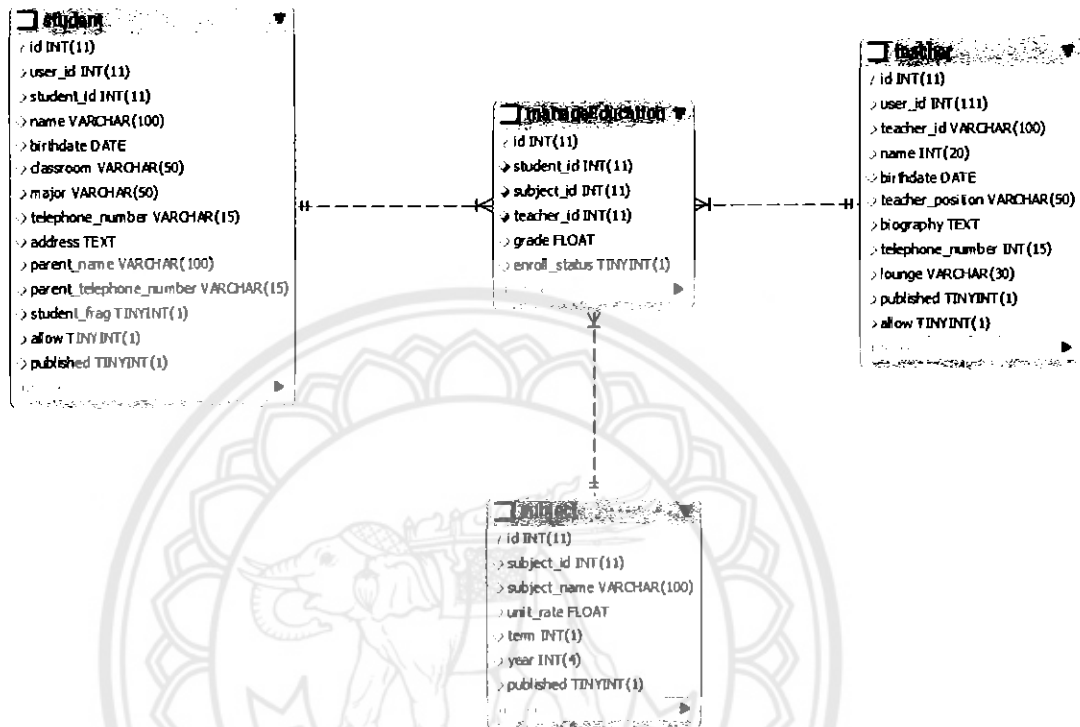 student
id INT(11)
user_id INT(11)
student_id INT(11)
name VARCHAR(100)
birthdate DATE
classroom VARCHAR(50)
major VARCHAR(50)
telephone_number VARCHAR(15)
address TEXT
parent_name VARCHAR(100)
parent_telephone_number VARCHAR(15)
student_frag TINYINT(1)
allow TINYINT(1)
published TINYINT(1)
manageEducation
id INT(11)
student_id INT(11)
subject_id INT(11)
teacher_id INT(11)
grade FLOAT
enroll_status TINYINT(1)
teacher
id INT(11)
user_id INT(111)
teacher_id VARCHAR(100)
name INT(20)
birthdate DATE
teacher_position VARCHAR(50)
biography TEXT
telephone_number INT(15)
lounge VARCHAR(30)
published TINYINT(1)
allow TINYINT(1)
subject
id INT(11)
subject_id INT(11)
subject_name VARCHAR(100)
unit_rate FLOAT
term INT(1)
year INT(4)
published TINYINT(1)